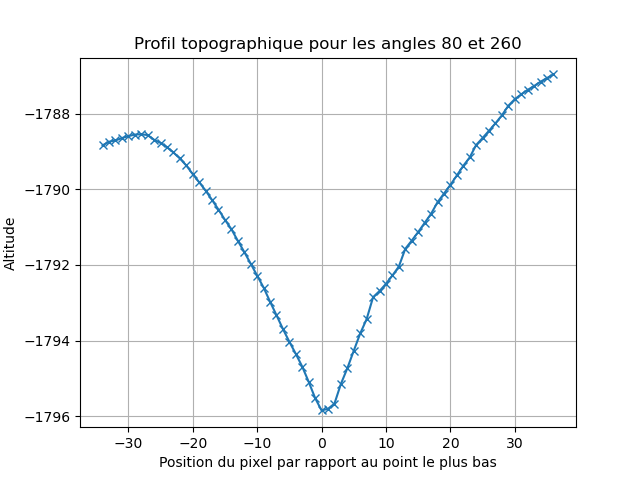 Profil topographique pour les angles 80 et 260
Altitude
−1788
−1790
−1792
−1794
−1796
−30 −20 −10 0 10 20 30
Position du pixel par rapport au point le plus bas